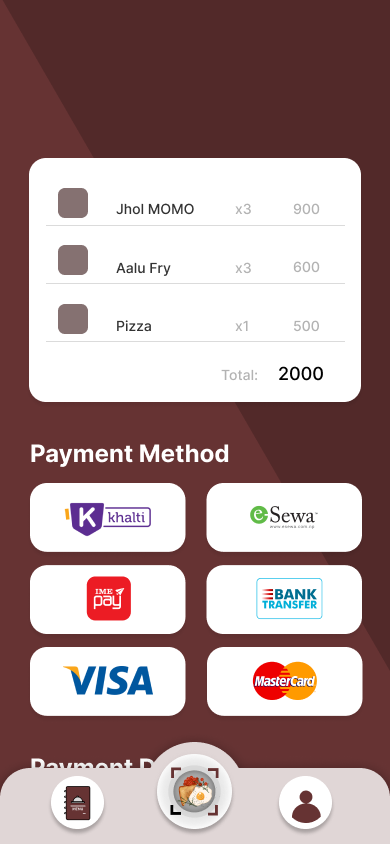 Jhol MOMO x3 900
Aalu Fry x3 600
Pizza x1 500
Total: 2000
Payment Method
K khalti
eSewa
www.esewa.com.np
IME
pay
BANK
TRANSFER
VISA
MasterCard
Payment D
MENU